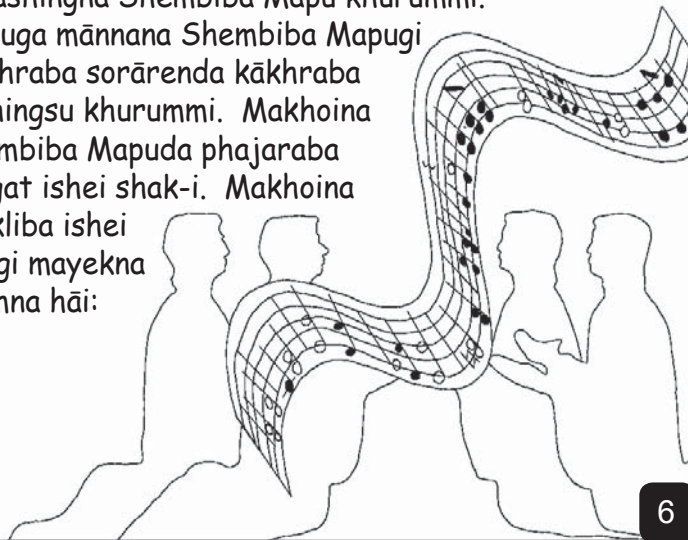 ashingna Shembiba Mapu khurummi.
uga mānnana Shembiba Mapugi
hraba sorārenda kākhraba
ningsu khurummi. Makhoina
mbiba Mapuda phajaraba
gat ishei shak-i. Makhoina
kliba ishei
gi mayekna
nna hāi:
6